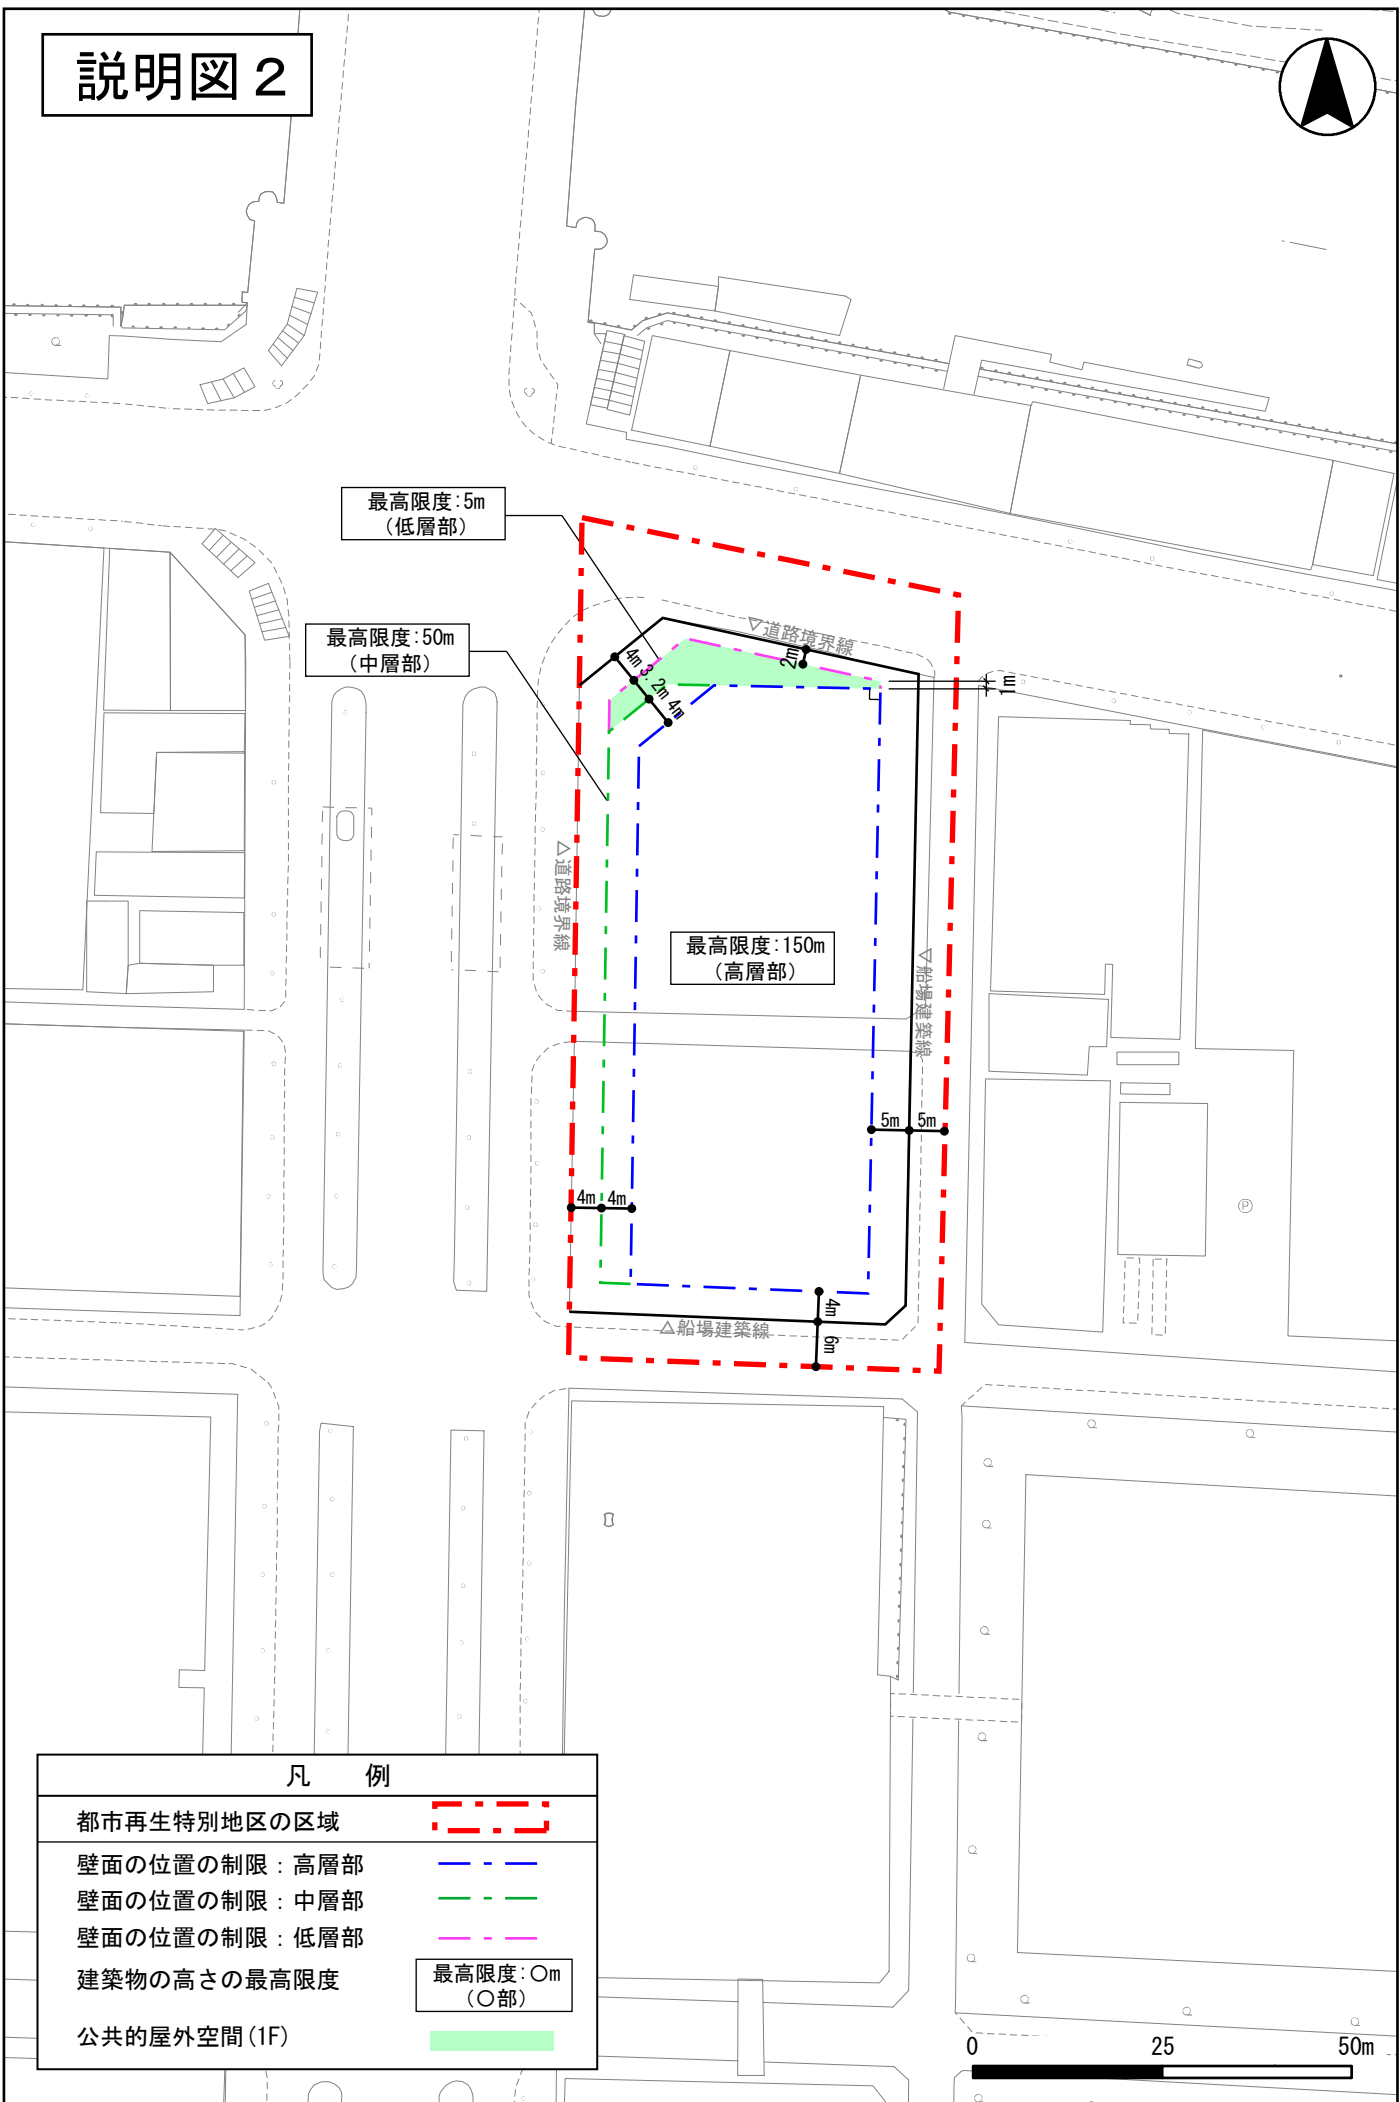 説明図２
最高限度:5m
（低層部）
最高限度:50m
（中層部）
▽道路境界線
2m
4m
3.2m
4m
1m
△道路境界線
最高限度:150m
（高層部）
▽船場建築線
5m
5m
4m
4m
4m
6m
△船場建築線
P
凡　例
都市再生特別地区の区域
壁面の位置の制限：高層部
壁面の位置の制限：中層部
壁面の位置の制限：低層部
建築物の高さの最高限度
最高限度:○m
（○部）
公共的屋外空間(1F)
0 25 50m